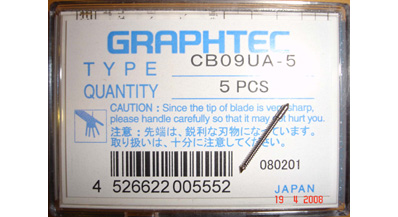 GRAPHTEC
TYPE CB09UA-5
QUANTITY 5 PCS
CAUTION : Since the tip of blade is very sharp,
please handle carefully so that it may not hurt you.
注意：先端は、鋭利な刃物になっています。
取り扱いは、十分に注意してください。
080201
4 526622 005552
JAPAN
19 4 2008